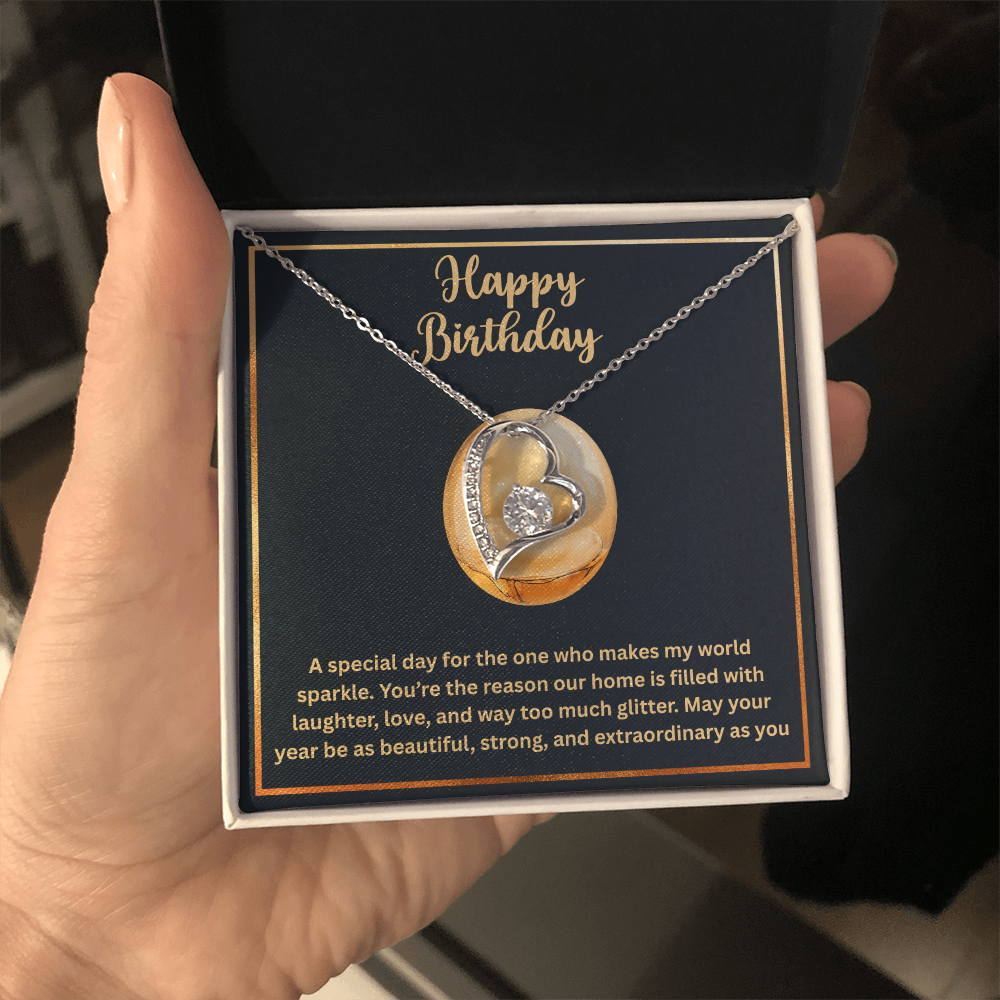 Happy
Birthday
A special day for the one who makes my world
sparkle. You’re the reason our home is filled with
laughter, love, and way too much glitter. May your
year be as beautiful, strong, and extraordinary as you